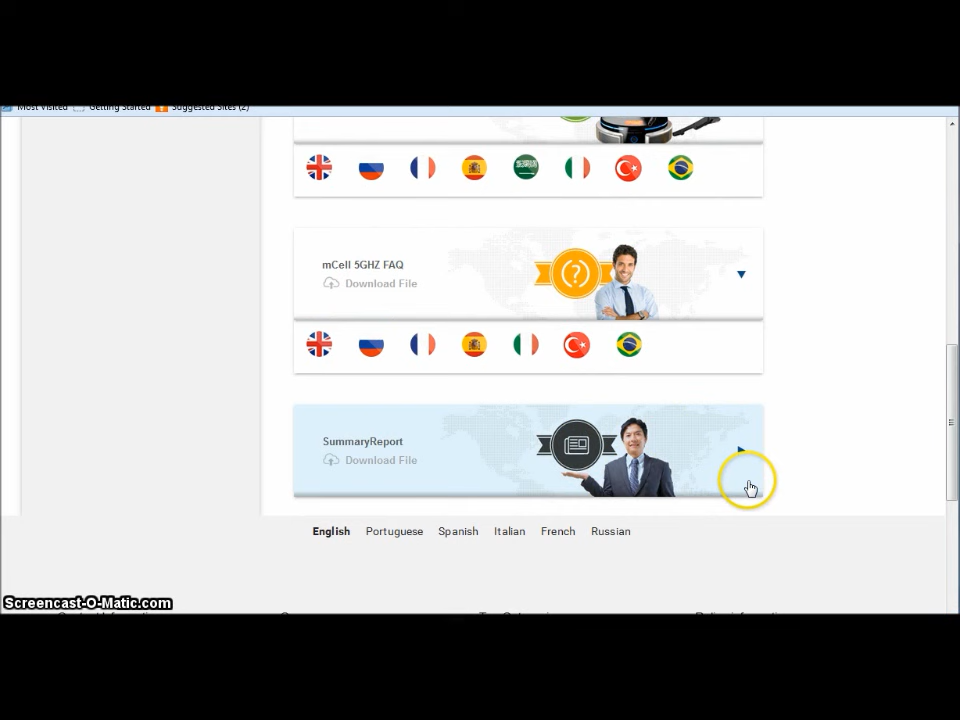 Most Visited Getting Started Suggested Sites (2)
mCell 5GHZ FAQ
Download File
SummaryReport
Download File
English Portuguese Spanish Italian French Russian
Screencast-O-Matic.com